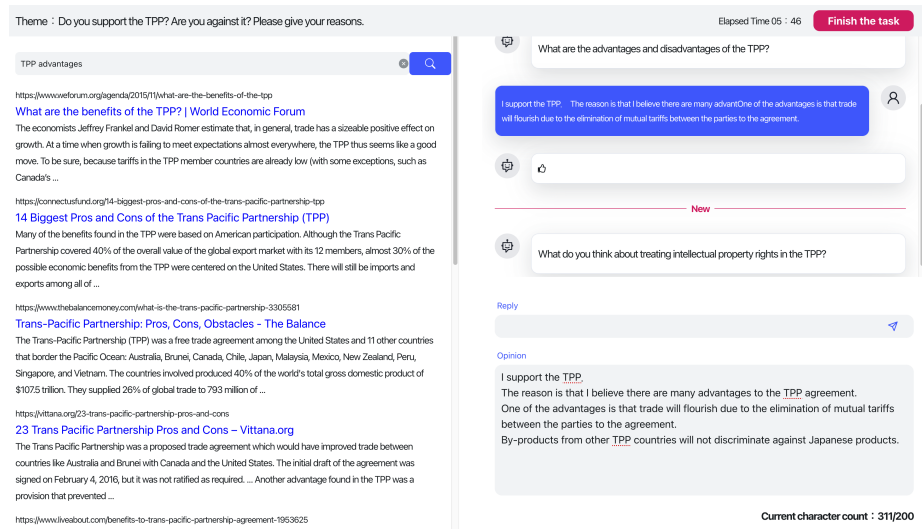 Theme：Do you support the TPP? Are you against it? Please give your reasons.
Elapsed Time 05：46
Finish the task
TPP advantages
https://www.weforum.org/agenda/2015/11/what-are-the-benefits-of-the-tpp
What are the benefits of the TPP? | World Economic Forum
The economists Jeffrey Frankel and David Romer estimate that, in general, trade has a sizeable positive effect on
growth. At a time when growth is failing to meet expectations almost everywhere, the TPP thus seems like a good
move. To be sure, because tariffs in the TPP member countries are already low (with some exceptions, such as
Canada's ...
https://connectusfund.org/14-biggest-pros-and-cons-of-the-trans-pacific-partnership-tpp
14 Biggest Pros and Cons of the Trans Pacific Partnership (TPP)
Many of the benefits found in the TPP were based on American participation. Although the Trans Pacific
Partnership covered 40% of the overall value of the global export market with its 12 members, almost 30% of the
possible economic benefits from the TPP were centered on the United States. There will still be imports and
exports among all of ...
https://www.thebalancemoney.com/what-is-the-trans-pacific-partnership-3305581
Trans-Pacific Partnership: Pros, Cons, Obstacles - The Balance
The Trans-Pacific Partnership (TPP) was a free trade agreement among the United States and 11 other countries
that border the Pacific Ocean: Australia, Brunei, Canada, Chile, Japan, Malaysia, Mexico, New Zealand, Peru,
Singapore, and Vietnam. The countries involved produced 40% of the world's total gross domestic product of
$107.5 trillion. They supplied 26% of global trade to 793 million of ...
https://vittana.org/23-trans-pacific-partnership-pros-and-cons
23 Trans Pacific Partnership Pros and Cons – Vittana.org
The Trans Pacific Partnership was a proposed trade agreement which would have improved trade between
countries like Australia and Brunei with Canada and the United States. The initial draft of the agreement was
signed on February 4, 2016, but it was not ratified as required. ... Another advantage found in the TPP was a
provision that prevented ...
https://www.liveabout.com/benefits-to-trans-pacific-partnership-agreement-1953625
What are the advantages and disadvantages of the TPP?
I support the TPP. The reason is that I believe there are many advantOne of the advantages is that trade
will flourish due to the elimination of mutual tariffs between the parties to the agreement.
New
What do you think about treating intellectual property rights in the TPP?
Reply
Opinion
I support the TPP.
The reason is that I believe there are many advantages to the TPP agreement.
One of the advantages is that trade will flourish due to the elimination of mutual tariffs
between the parties to the agreement.
By-products from other TPP countries will not discriminate against Japanese products.
Current character count：311/200